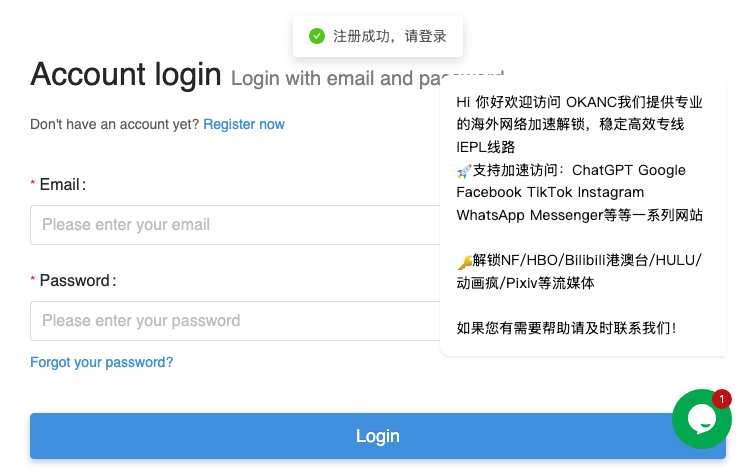 注册成功，请登录
Account login Login with email and password
Don't have an account yet? Register now
* Email:
Please enter your email
* Password:
Please enter your password
Forgot your password?
Login
Hi 你好欢迎访问 OKANC我们提供专业
的海外网络加速解锁，稳定高效专线
IEPL线路
🚀支持加速访问：ChatGPT Google
Facebook TikTok Instagram
WhatsApp Messenger等等一系列网站
🔑解锁NF/HBO/Bilibili港澳台/HULU/
动画疯/Pixiv等流媒体
如果您有需要帮助请及时联系我们！
1